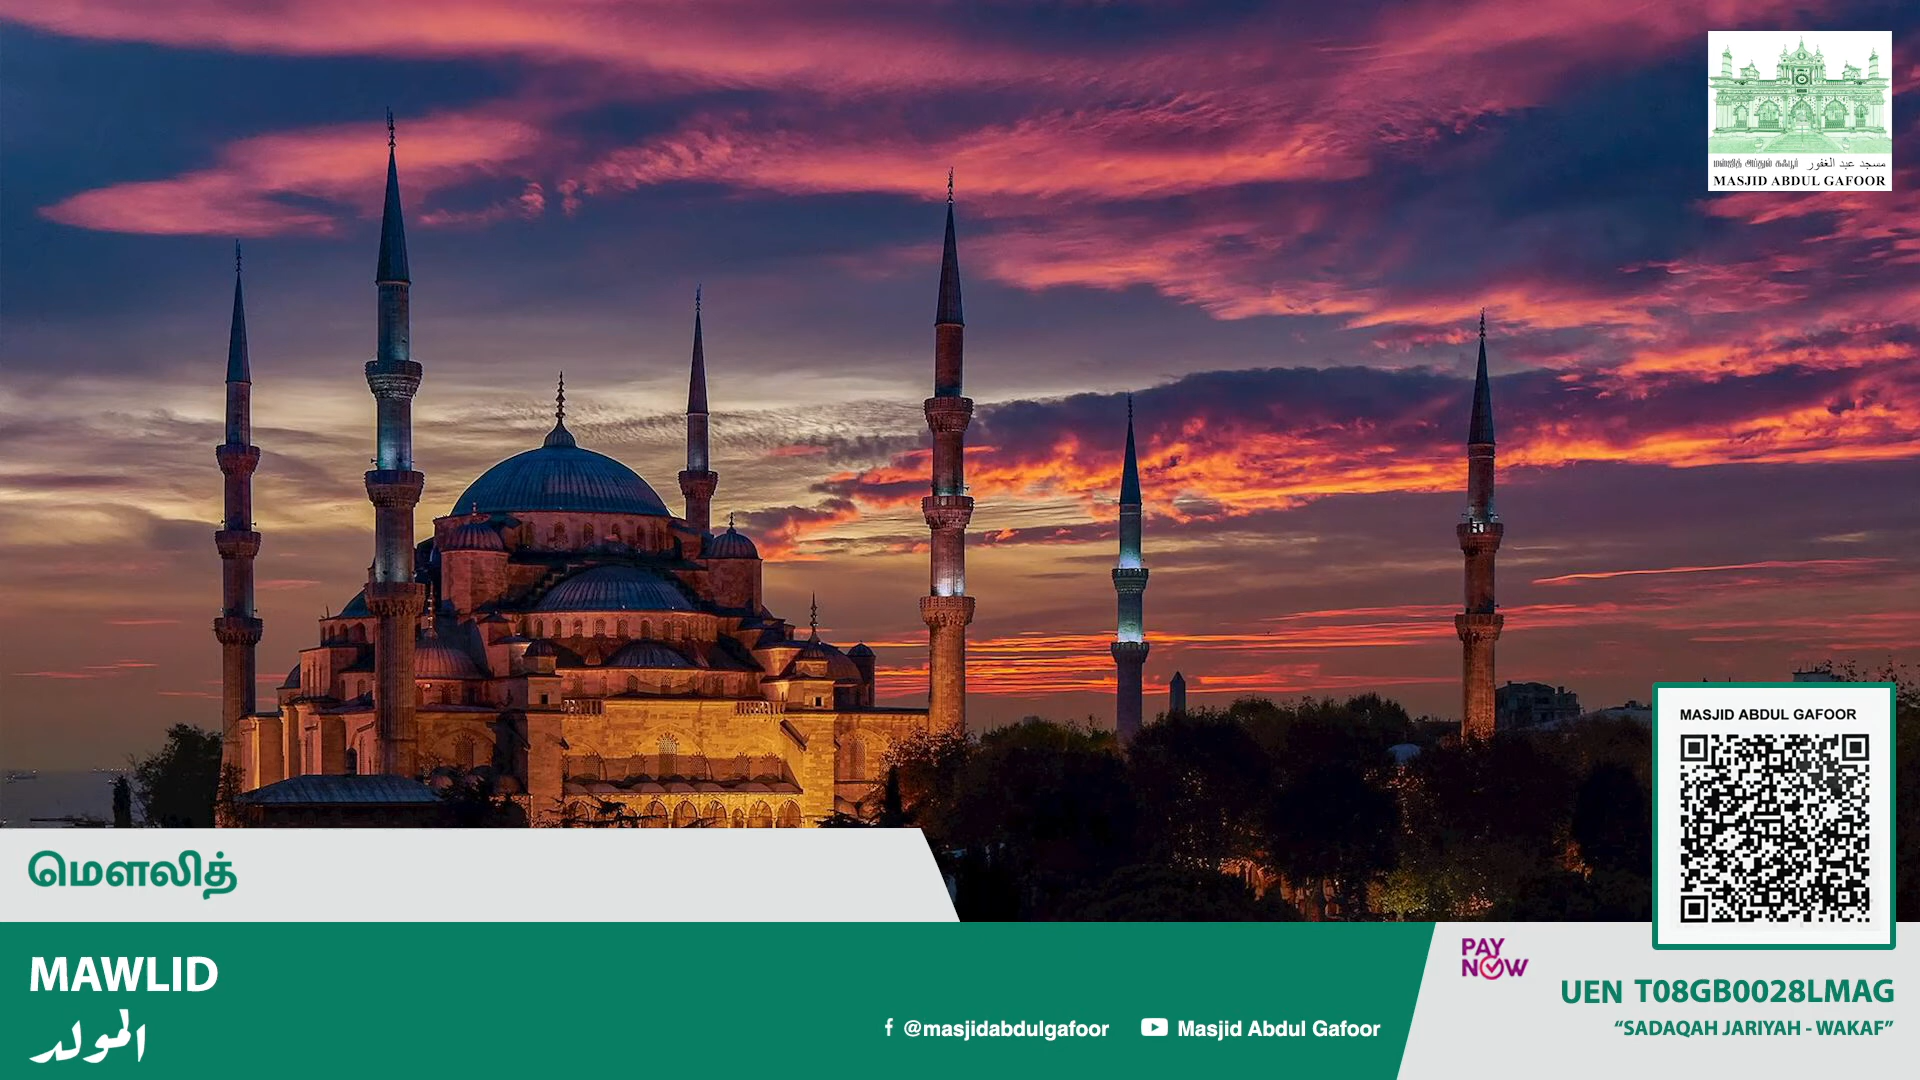 மஸ்ஜித் அப்துல் கஃபூர் مسجد عبد الغفور
MASJID ABDUL GAFOOR
மௌலித்
MAWLID
المولد
@masjidabdulgafoor
Masjid Abdul Gafoor
MASJID ABDUL GAFOOR
PAY
NOW
UEN T08GB0028LMAG
“SADAQAH JARIYAH - WAKAF”